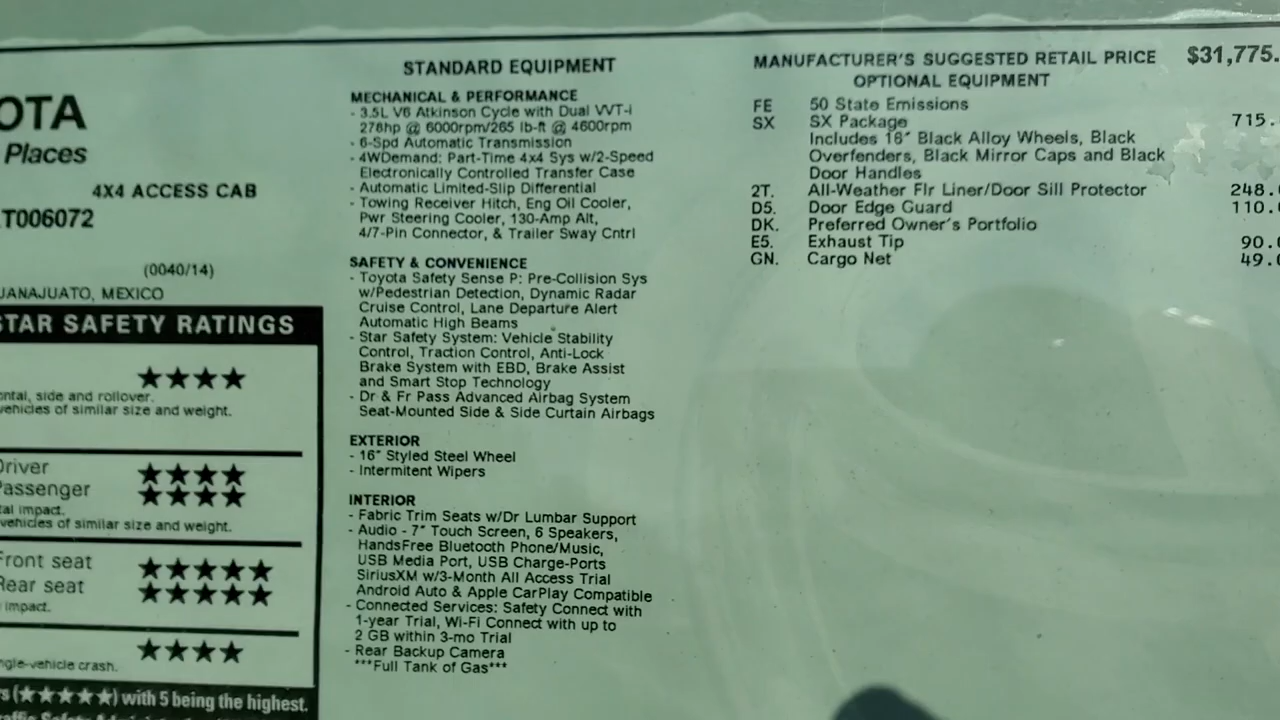 OTA
Places
4X4 ACCESS CAB
T006072
(0040/14)
UANAJUATO, MEXICO
STAR SAFETY RATINGS
★★★★
ontal, side and rollover.
vehicles of similar size and weight.
Driver ★★★★
Passenger ★★★★
tal impact.
vehicles of similar size and weight.
Front seat ★★★★★
Rear seat ★★★★★
impact.
★★★★
ngle-vehicle crash.
s (★★★★★) with 5 being the highest.
STANDARD EQUIPMENT
MECHANICAL & PERFORMANCE
- 3.5L V6 Atkinson Cycle with Dual VVT-i
278hp @ 6000rpm/265 lb-ft @ 4600rpm
- 6-Spd Automatic Transmission
- 4WDemand: Part-Time 4x4 Sys w/2-Speed
Electronically Controlled Transfer Case
- Automatic Limited-Slip Differential
- Towing Receiver Hitch, Eng Oil Cooler,
Pwr Steering Cooler, 130-Amp Alt,
4/7-Pin Connector, & Trailer Sway Cntrl
SAFETY & CONVENIENCE
- Toyota Safety Sense P: Pre-Collision Sys
w/Pedestrian Detection, Dynamic Radar
Cruise Control, Lane Departure Alert
Automatic High Beams
- Star Safety System: Vehicle Stability
Control, Traction Control, Anti-Lock
Brake System with EBD, Brake Assist
and Smart Stop Technology
- Dr & Fr Pass Advanced Airbag System
Seat-Mounted Side & Side Curtain Airbags
EXTERIOR
- 16" Styled Steel Wheel
- Intermitent Wipers
INTERIOR
- Fabric Trim Seats w/Dr Lumbar Support
- Audio - 7" Touch Screen, 6 Speakers,
HandsFree Bluetooth Phone/Music,
USB Media Port, USB Charge-Ports
SiriusXM w/3-Month All Access Trial
Android Auto & Apple CarPlay Compatible
- Connected Services: Safety Connect with
1-year Trial, Wi-Fi Connect with up to
2 GB within 3-mo Trial
- Rear Backup Camera
***Full Tank of Gas***
MANUFACTURER'S SUGGESTED RETAIL PRICE $31,775.
OPTIONAL EQUIPMENT
FE 50 State Emissions
SX SX Package 715.
Includes 16" Black Alloy Wheels, Black
Overfenders, Black Mirror Caps and Black
Door Handles
2T. All-Weather Flr Liner/Door Sill Protector 248.0
D5. Door Edge Guard 110.0
DK. Preferred Owner's Portfolio
E5. Exhaust Tip 90.0
GN. Cargo Net 49.0